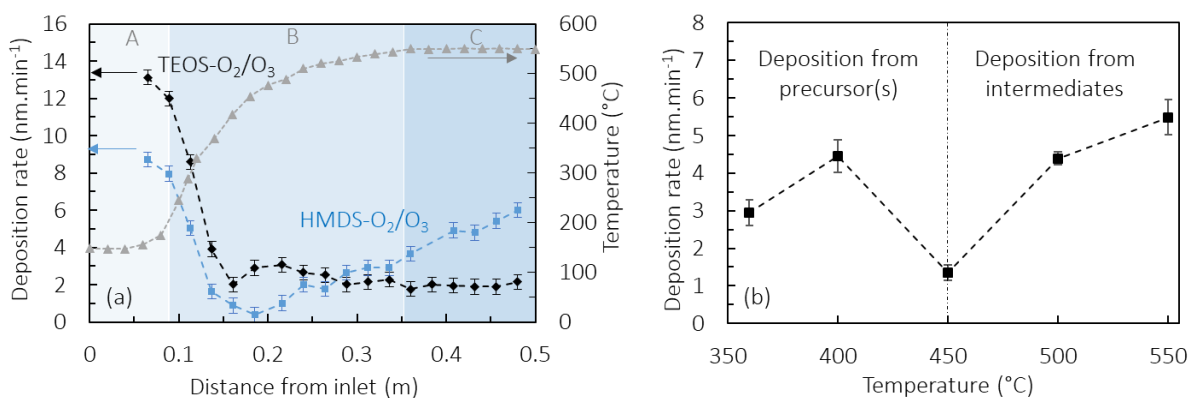 Deposition rate (nm.min-1)
16
14
12
10
8
6
4
2
0
A
B
C
TEOS-O2/O3
HMDS-O2/O3
(a)
600
500
400
300
200
100
0
Temperature (°C)
0
0.1
0.2
0.3
0.4
0.5
Distance from inlet (m)
Deposition rate (nm.min-1)
8
7
6
5
4
3
2
1
0
Deposition from
precursor(s)
Deposition from
intermediates
(b)
350
400
450
500
550
Temperature (°C)